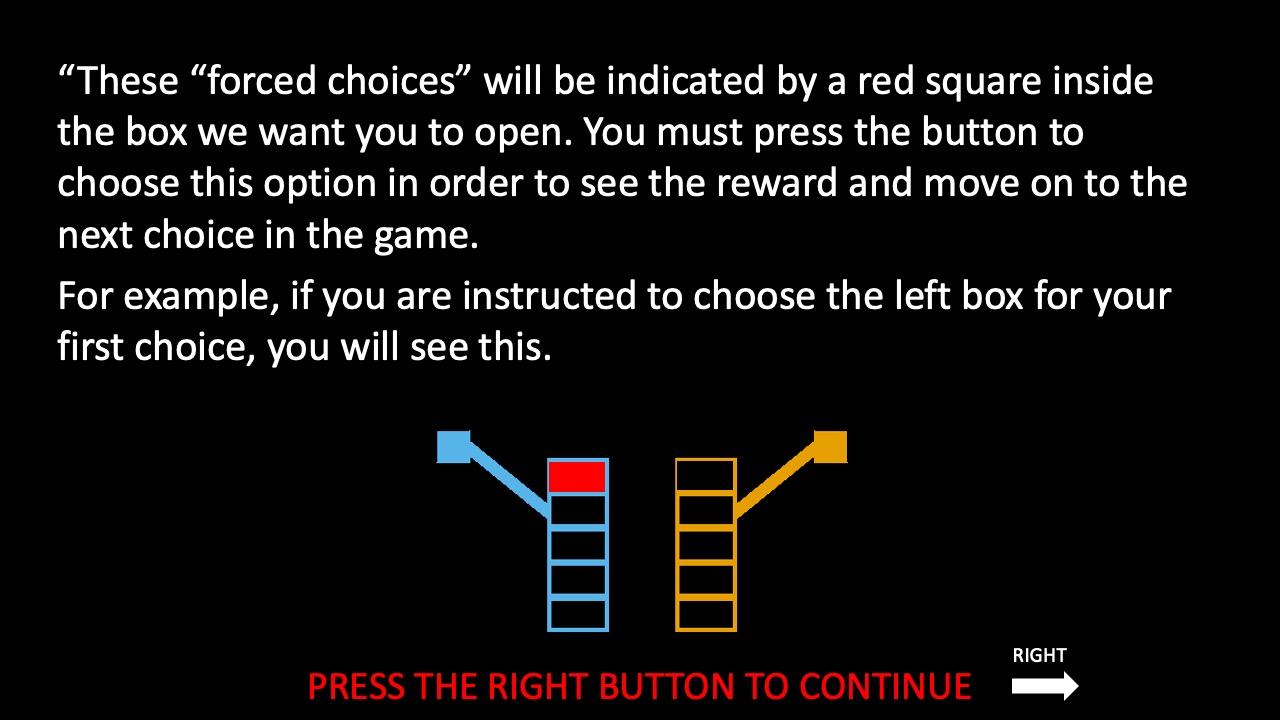 “These “forced choices” will be indicated by a red square inside
the box we want you to open. You must press the button to
choose this option in order to see the reward and move on to the
next choice in the game.
For example, if you are instructed to choose the left box for your
first choice, you will see this.
RIGHT
PRESS THE RIGHT BUTTON TO CONTINUE